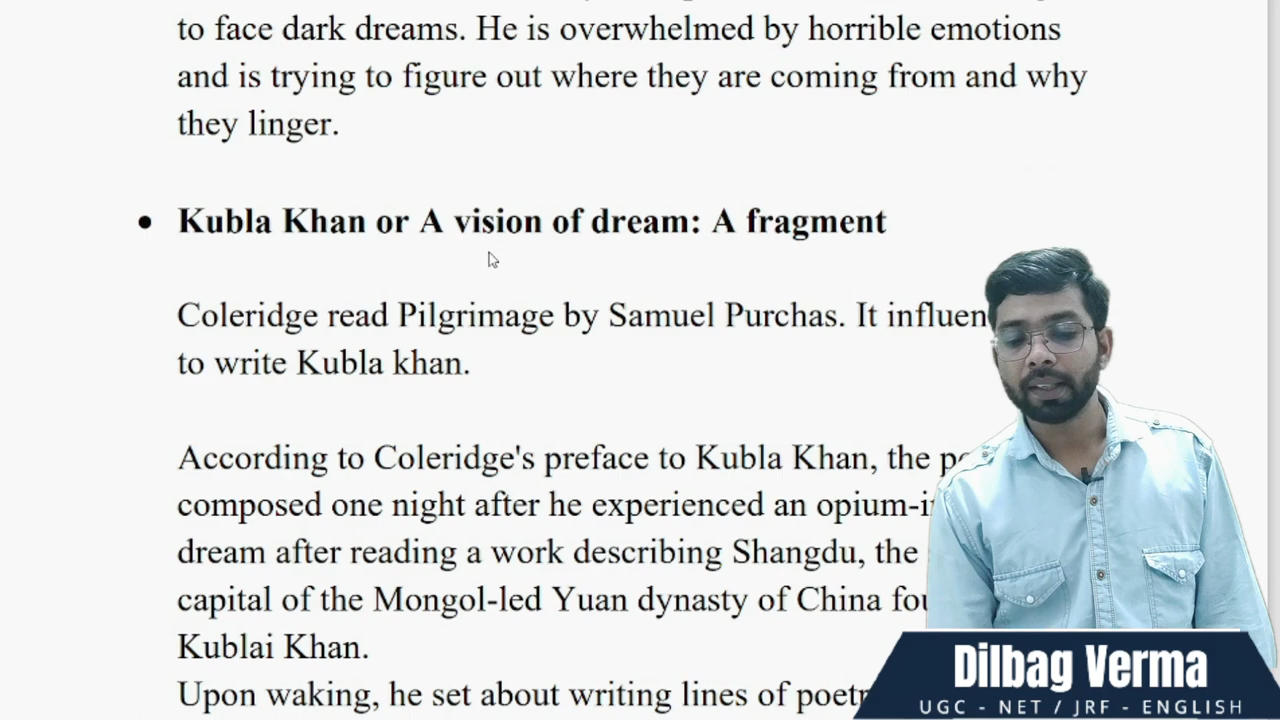 to face dark dreams. He is overwhelmed by horrible emotions
and is trying to figure out where they are coming from and why
they linger.
• Kubla Khan or A vision of dream: A fragment
Coleridge read Pilgrimage by Samuel Purchas. It influen
to write Kubla khan.
According to Coleridge's preface to Kubla Khan, the
composed one night after he experienced an
dream after reading a work describing Shangdu, the
capital of the Mongol-led Yuan dynasty of China
Kublai Khan.
Upon waking, he set about writing lines of
Dilbag Verma
UGC - NET / JRF - ENGLISH